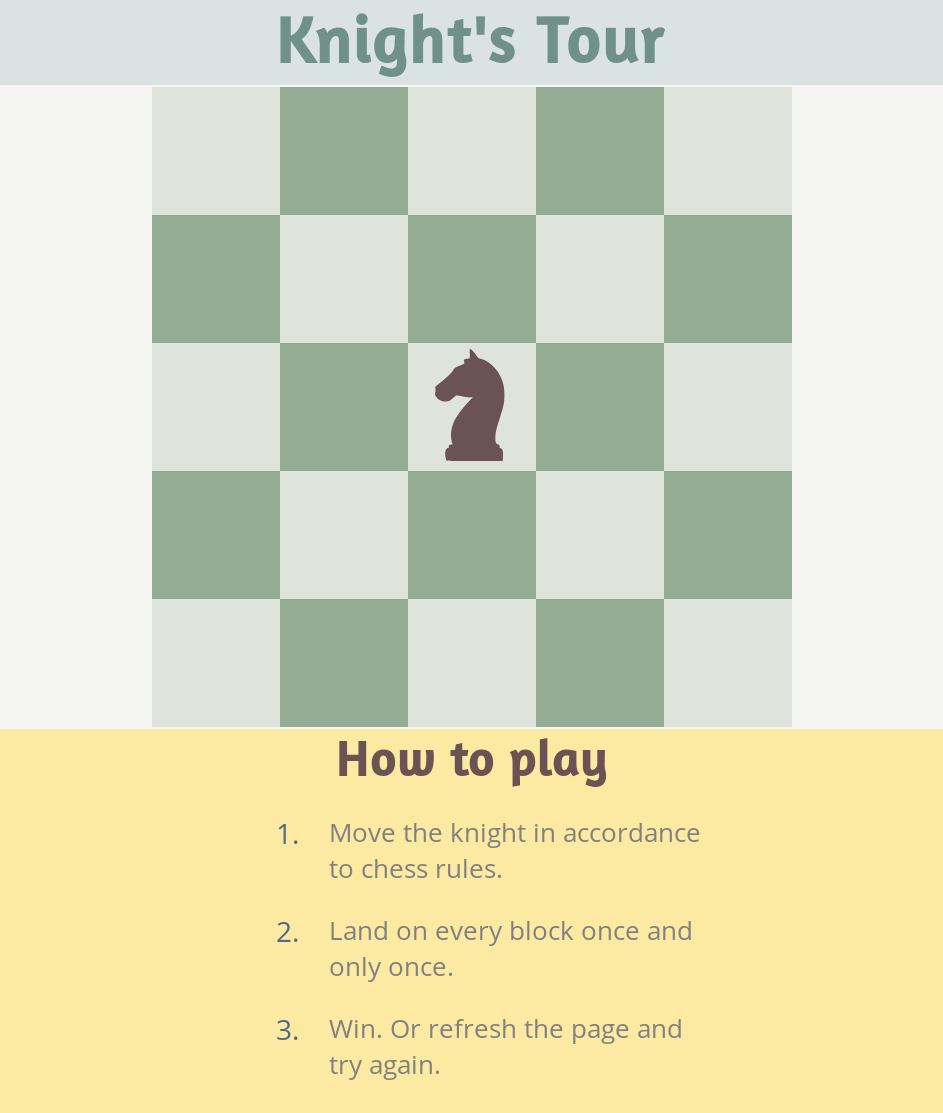 Knight's Tour
How to play
1. Move the knight in accordance
to chess rules.
2. Land on every block once and
only once.
3. Win. Or refresh the page and
try again.